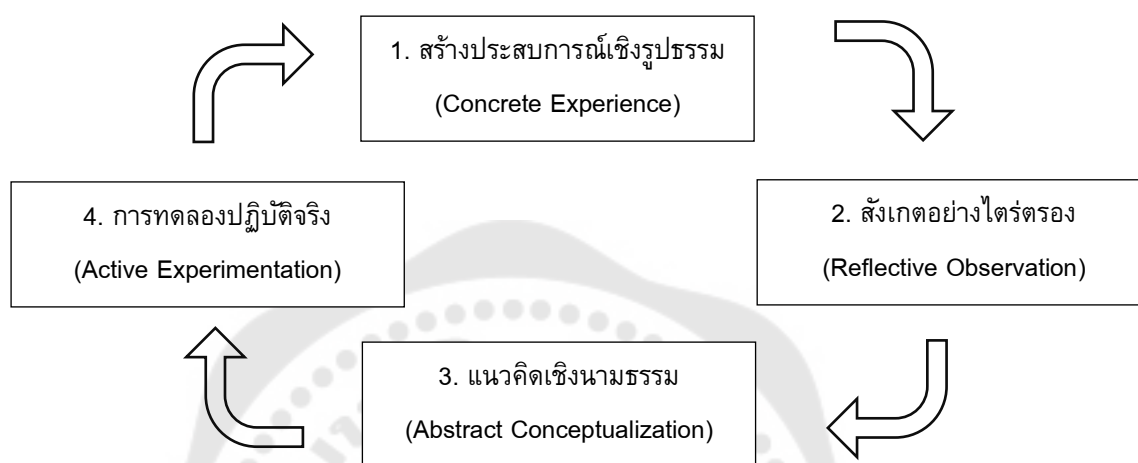 1. สร้างประสบการณ์เชิงรูปธรรม
(Concrete Experience)
2. สังเกตอย่างไตร่ตรอง
(Reflective Observation)
3. แนวคิดเชิงนามธรรม
(Abstract Conceptualization)
4. การทดลองปฏิบัติจริง
(Active Experimentation)